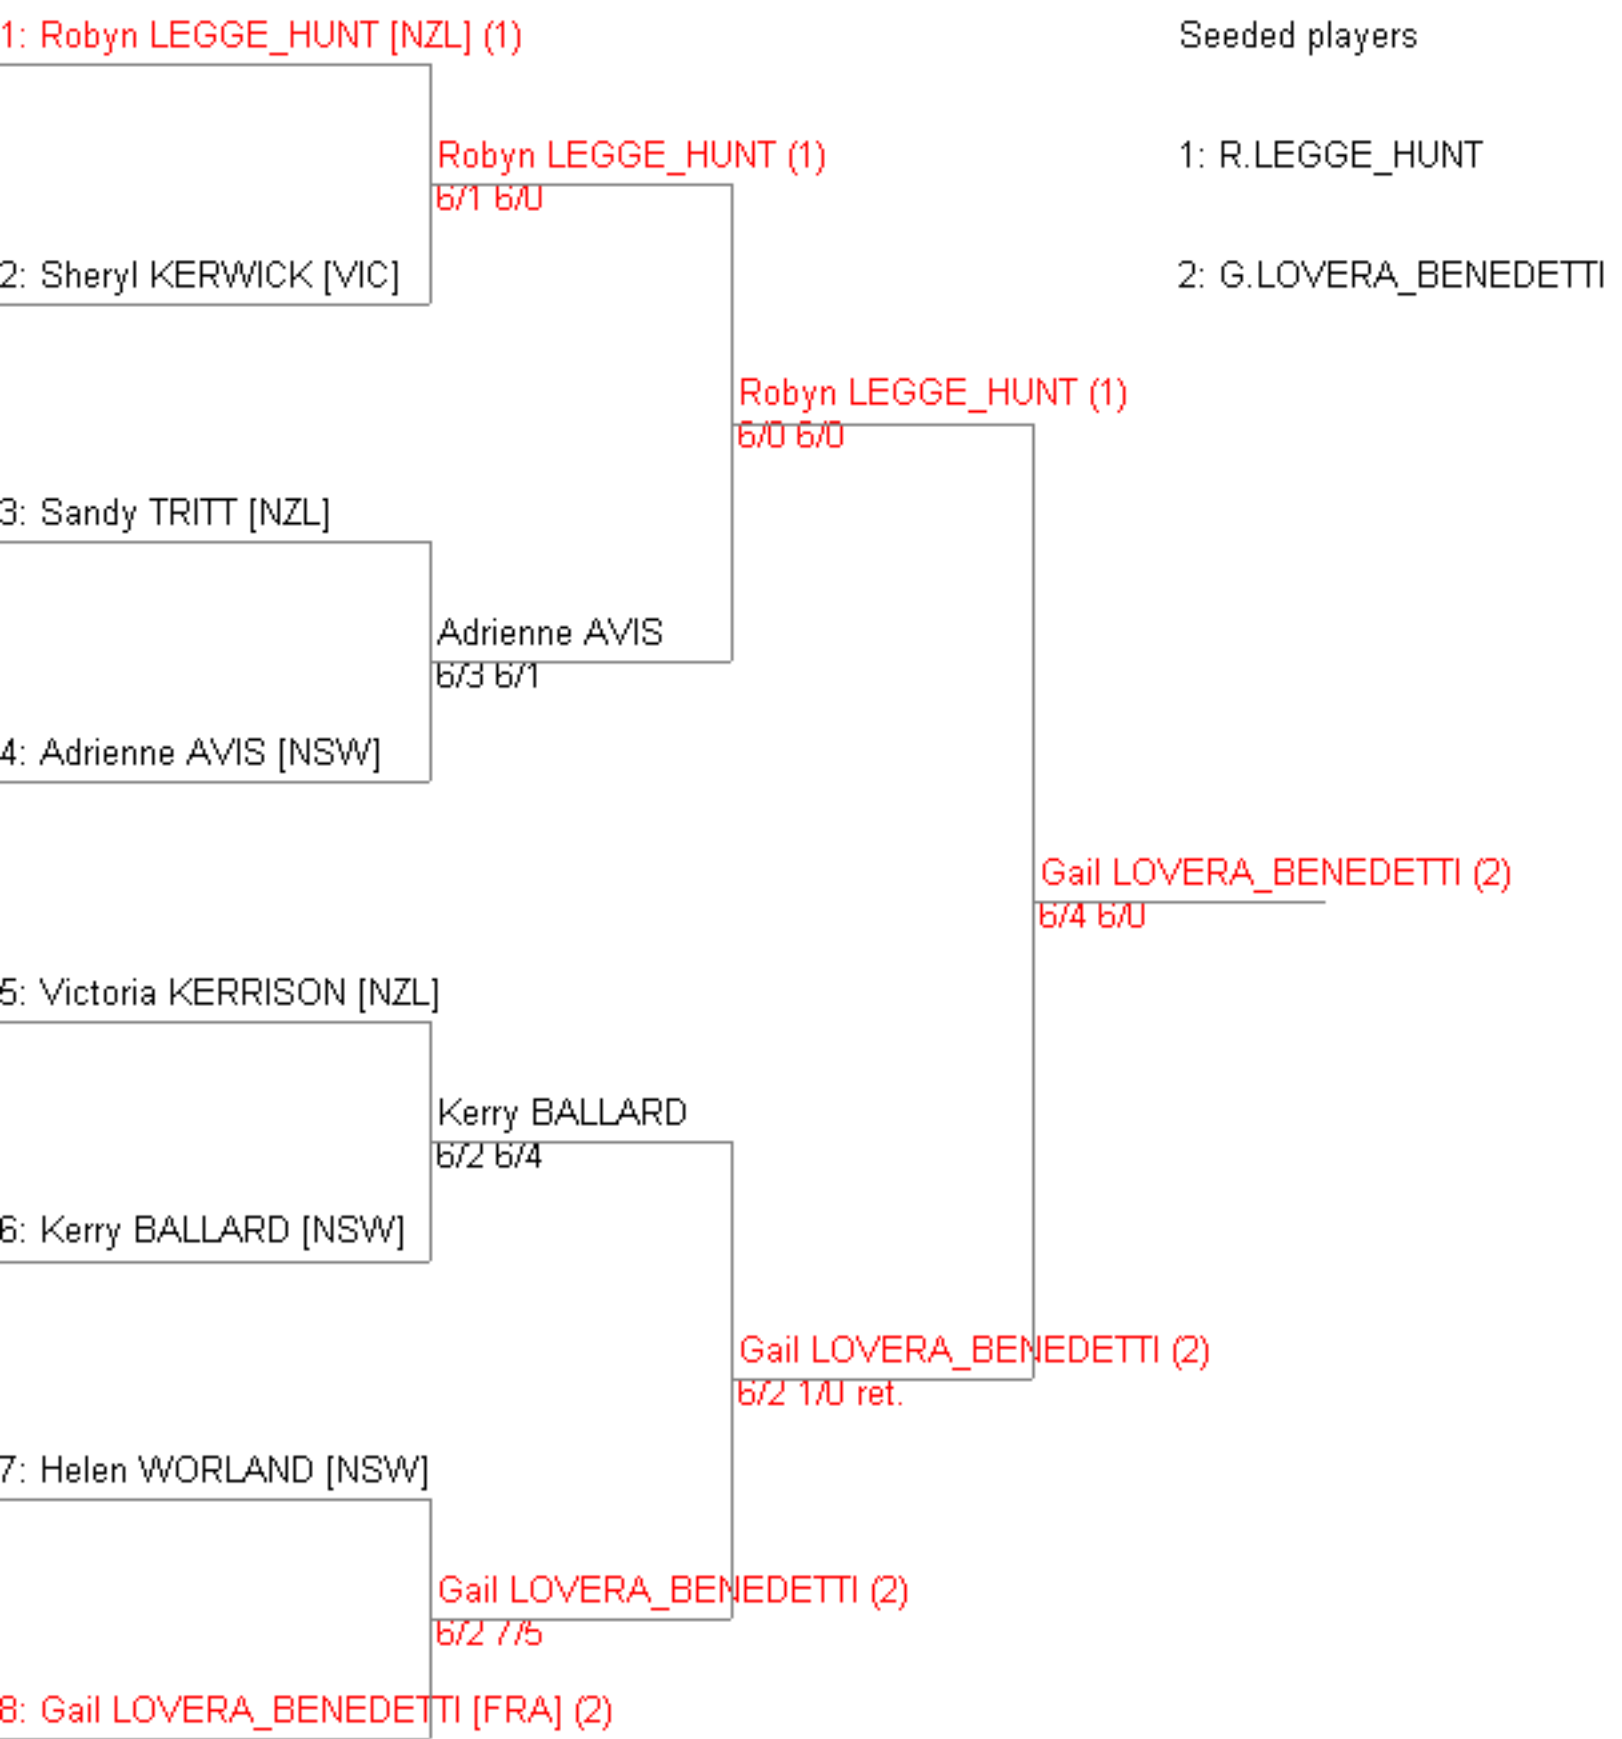 1: Robyn LEGGE_HUNT [NZL] (1)
Seeded players
Robyn LEGGE_HUNT (1)
6/1 6/0
1: R.LEGGE_HUNT
2: Sheryl KERWICK [VIC]
2: G.LOVERA_BENEDETTI
Robyn LEGGE_HUNT (1)
6/0 6/0
3: Sandy TRITT [NZL]
Adrienne AVIS
6/3 6/1
4: Adrienne AVIS [NSW]
Gail LOVERA_BENEDETTI (2)
6/4 6/0
5: Victoria KERRISON [NZL]
Kerry BALLARD
6/2 6/4
6: Kerry BALLARD [NSW]
Gail LOVERA_BENEDETTI (2)
6/2 1/0 ret.
7: Helen WORLAND [NSW]
Gail LOVERA_BENEDETTI (2)
6/2 7/5
8: Gail LOVERA_BENEDETTI [FRA] (2)